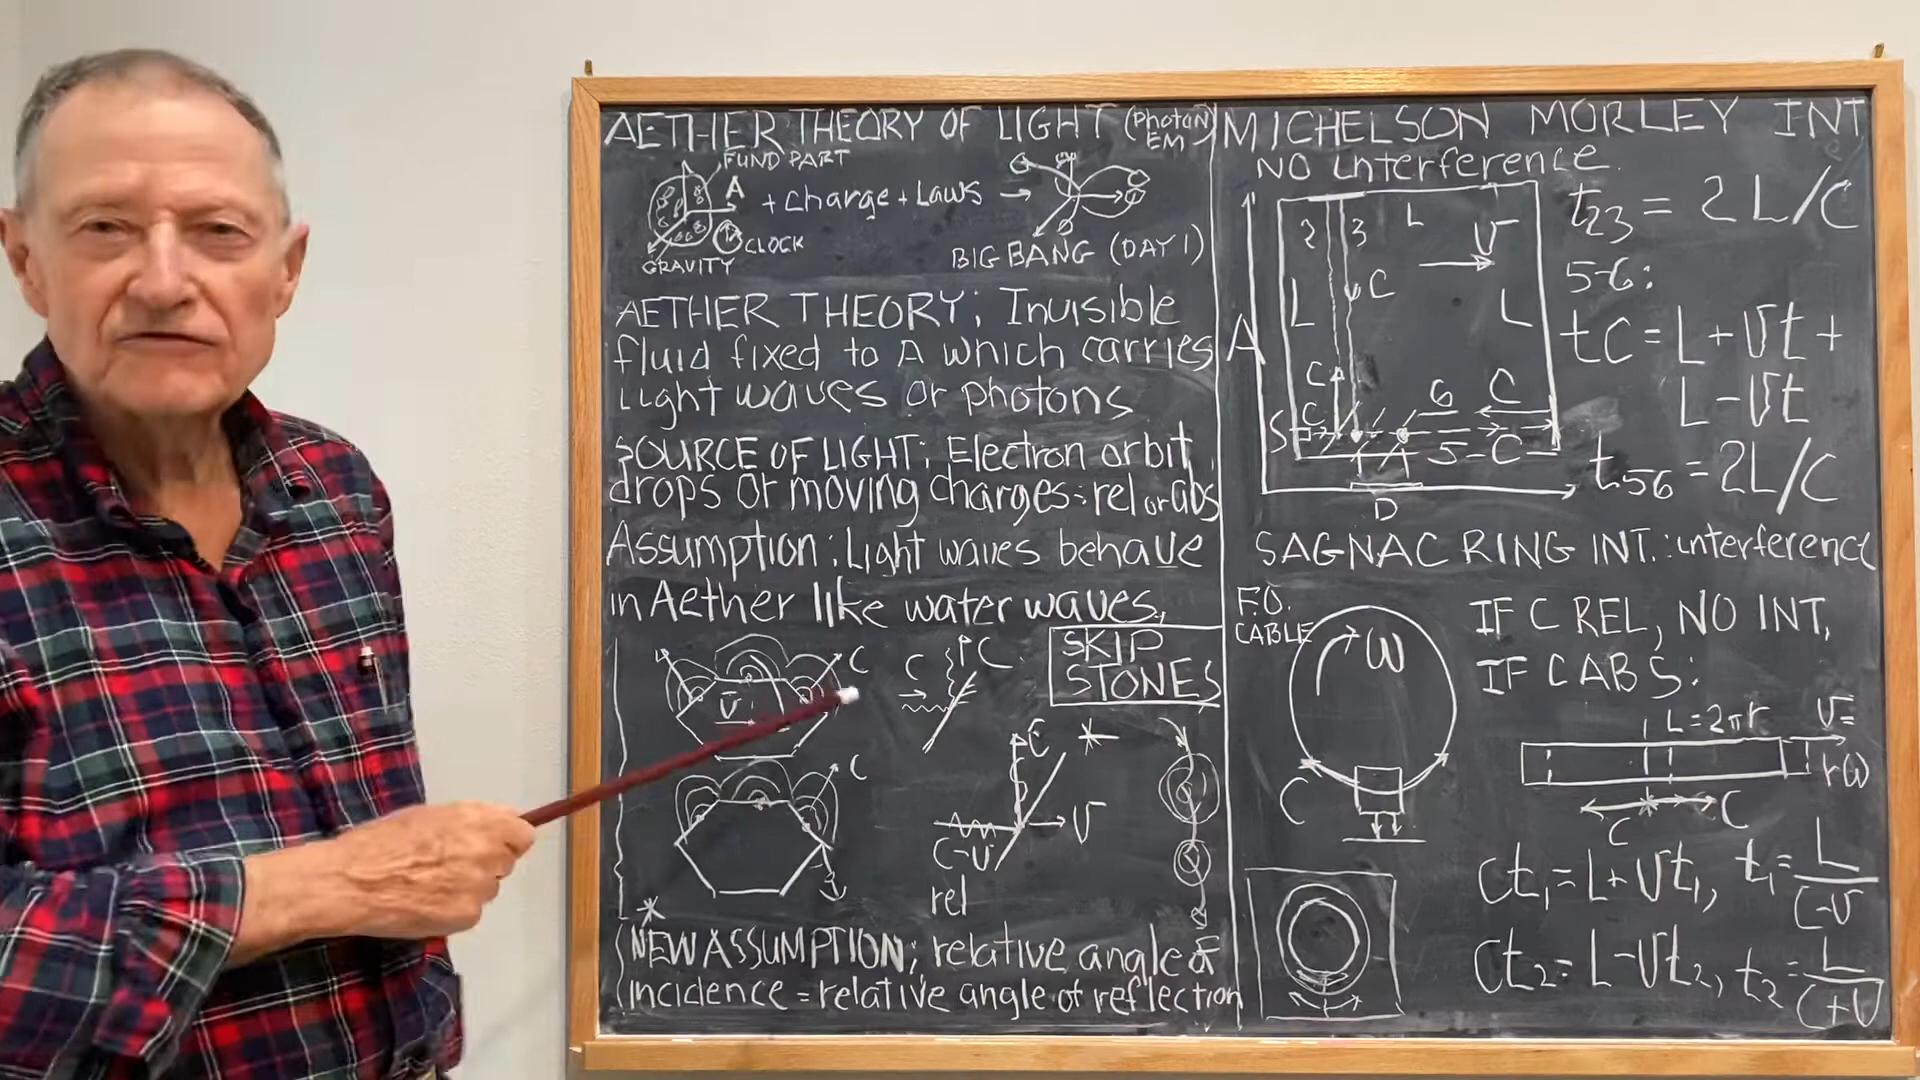 AETHER THEORY OF LIGHT (PhotoN
EM)
FUND PART
A
+ Charge + Laws →
CLOCK
GRAVITY
BIG BANG (DAY 1)
AETHER THEORY; Invisible
fluid fixed to A which carries
Light waves or photons
SOURCE OF LIGHT: Electron orbit
drops or moving charges = rel or abs
Assumption: Light waves behave
in Aether like water waves.
C
C
C
SKIP
STONES
V
C
C
*
V
C-V
rel
*
NEW ASSUMPTION; relative angle of
incidence = relative angle of reflection
MICHELSON MORLEY INT
NO interference
2
3
L
V
C
L
L
A
C
C
6
C
S
5
C
D
t23 = 2L/C
5-6:
tC = L + Vt +
L - Vt
t56 = 2L/C
SAGNAC RING INT.: interference
F.O.
CABLE
ω
C
IF C REL, NO INT,
IF C ABS:
L = 2πr
V =
rω
C
C
Ct1 = L + Vt1, t1 = L/C-V
Ct2 = L - Vt2, t2 = L/C+V